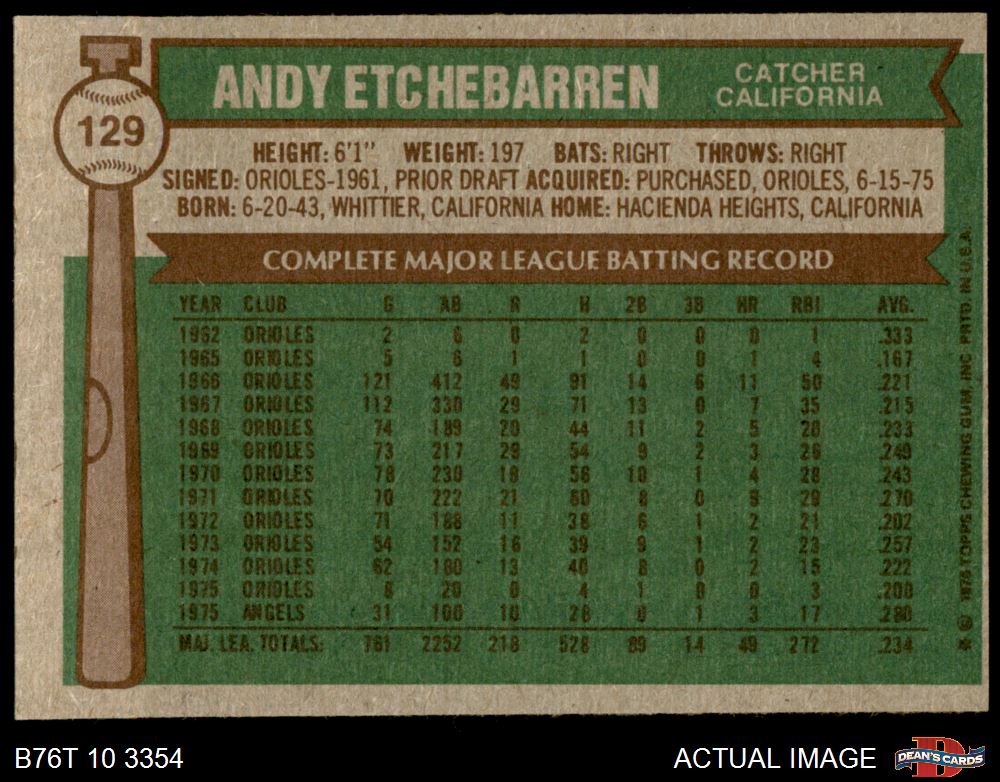 129
ANDY ETCHEBARREN
CATCHER
CALIFORNIA
HEIGHT: 6'1" WEIGHT: 197 BATS: RIGHT THROWS: RIGHT
SIGNED: ORIOLES-1961, PRIOR DRAFT ACQUIRED: PURCHASED, ORIOLES, 6-15-75
BORN: 6-20-43, WHITTIER, CALIFORNIA HOME: HACIENDA HEIGHTS, CALIFORNIA
COMPLETE MAJOR LEAGUE BATTING RECORD
YEAR CLUB G AB R H 2B 3B HR RBI AVG.
1962 ORIOLES 2 6 0 2 0 0 0 1 .333
1965 ORIOLES 5 6 1 1 0 0 1 4 .167
1966 ORIOLES 121 412 49 91 14 6 11 50 .221
1967 ORIOLES 112 330 29 71 13 0 7 35 .215
1968 ORIOLES 74 189 20 44 11 2 5 20 .233
1969 ORIOLES 73 217 29 54 9 2 3 26 .249
1970 ORIOLES 78 230 19 56 10 1 4 28 .243
1971 ORIOLES 70 222 21 60 8 0 9 29 .270
1972 ORIOLES 71 188 11 38 6 1 2 21 .202
1973 ORIOLES 54 152 16 39 9 1 2 23 .257
1974 ORIOLES 62 180 13 40 8 0 2 15 .222
1975 ORIOLES 8 20 0 4 1 0 0 3 .200
1975 ANGELS 31 100 10 28 0 1 3 17 .280
MAJ. LEA. TOTALS: 761 2252 218 528 89 14 49 272 .234
* © 1976 TOPPS CHEWING GUM, INC. PRTD. IN U.S.A.
B76T 10 3354
ACTUAL IMAGE
D
DEAN'S CARDS